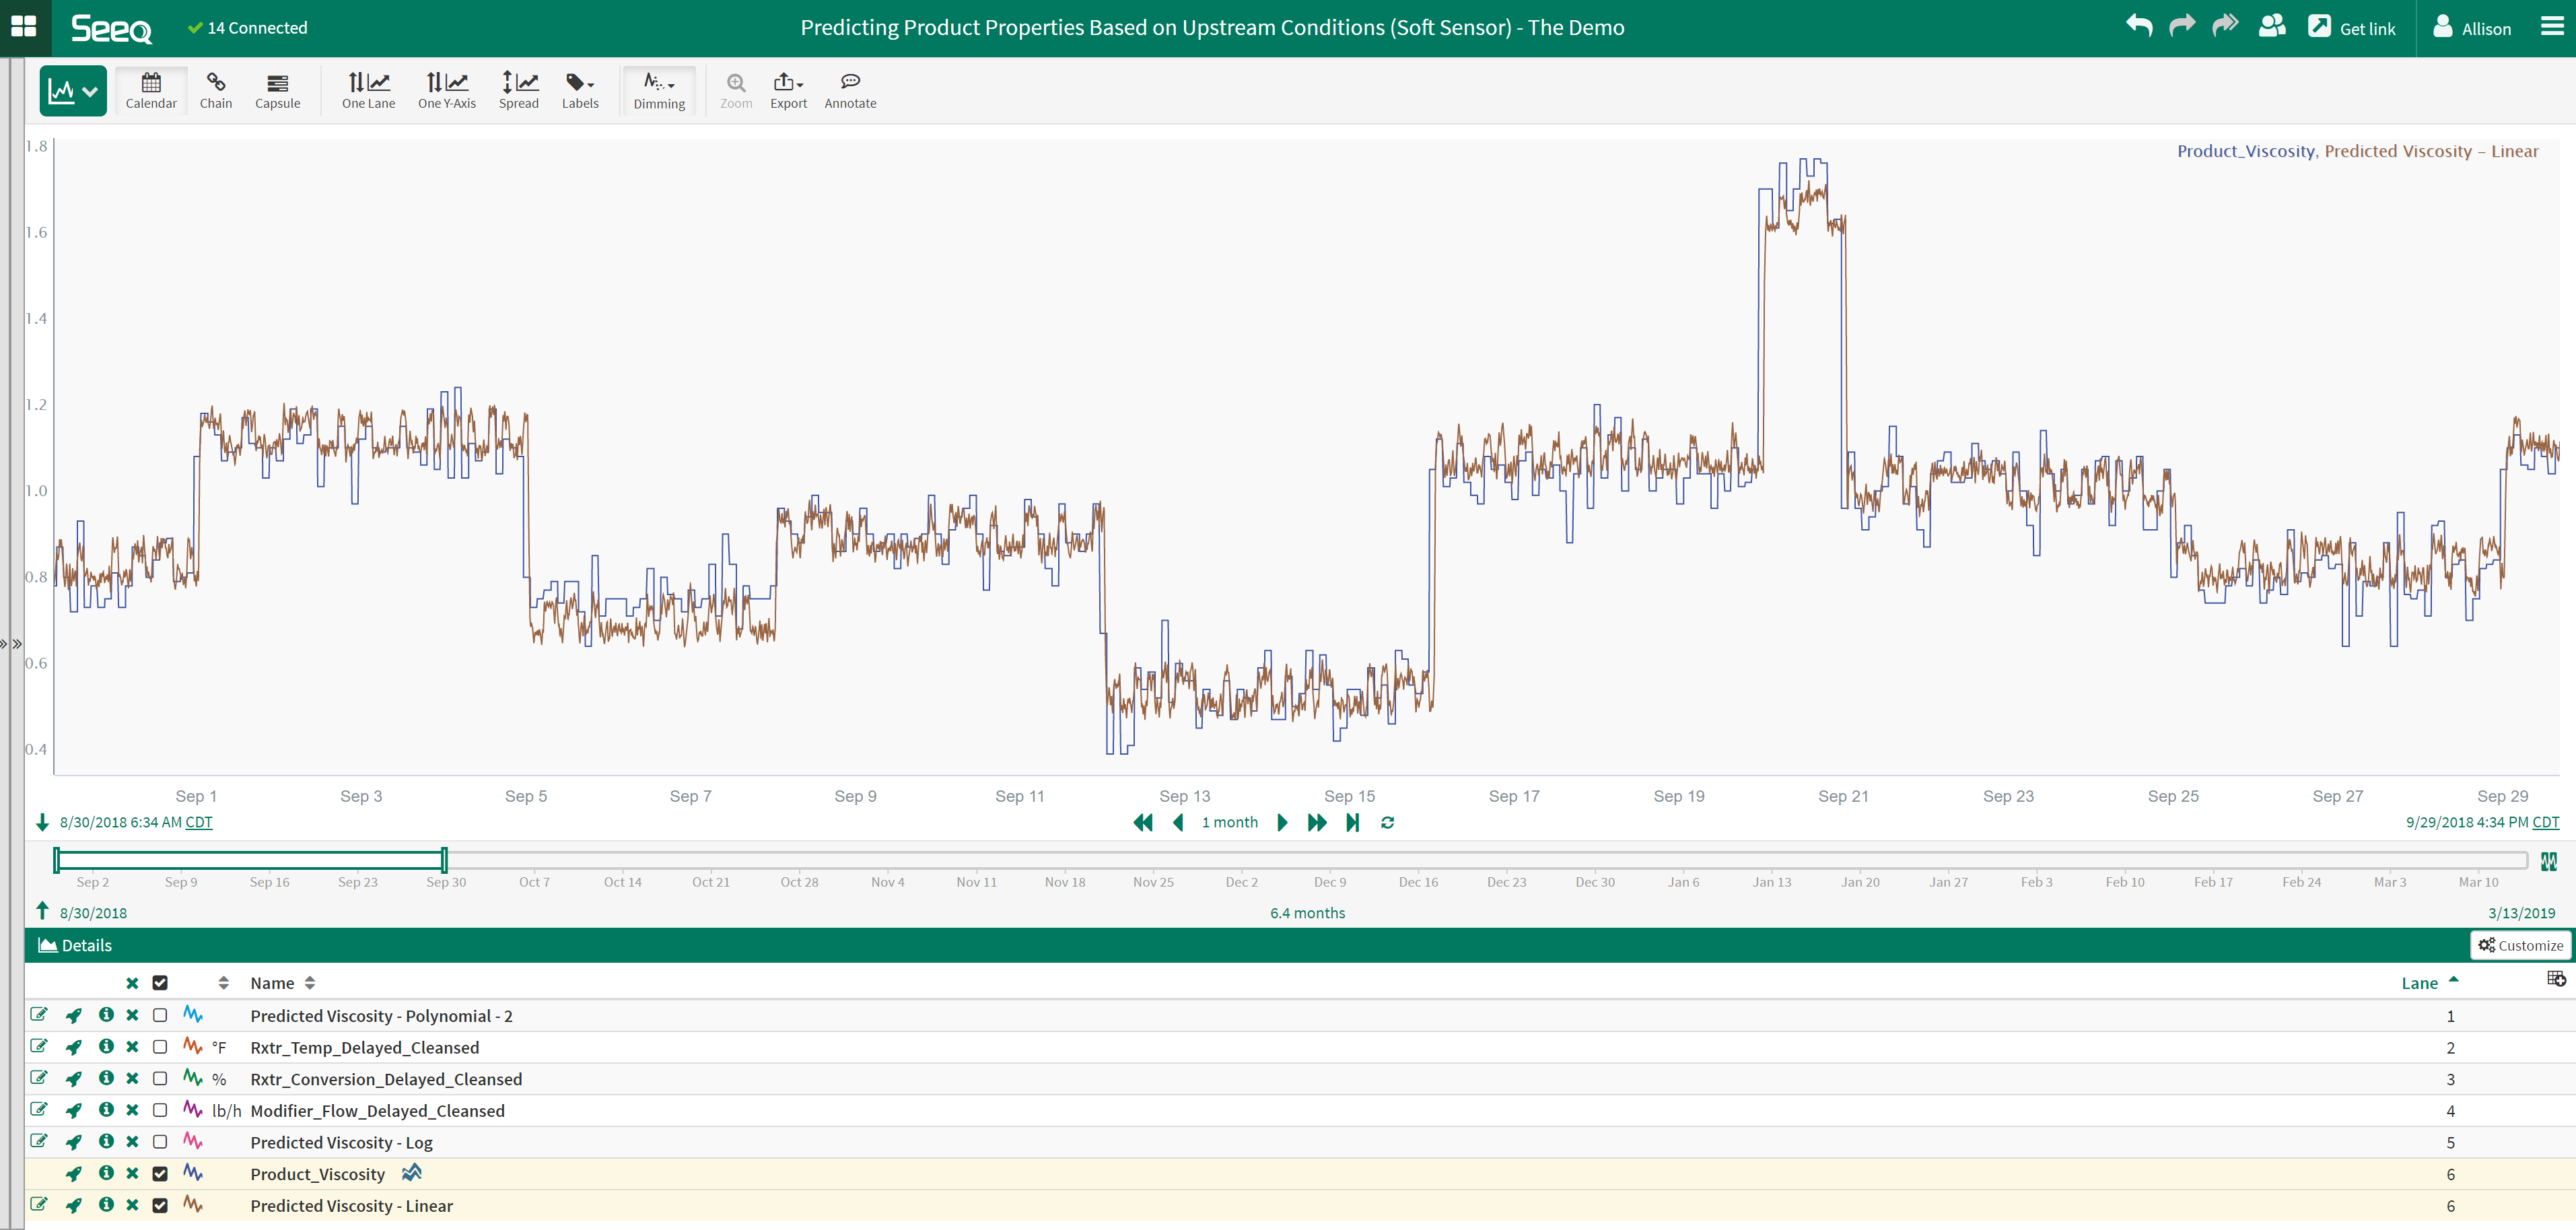 Seeq 14 Connected Predicting Product Properties Based on Upstream Conditions (Soft Sensor) - The Demo Get link Allison
Calendar Chain Capsule One Lane One Y-Axis Spread Labels Dimming Zoom Export Annotate
Product_Viscosity, Predicted Viscosity - Linear
1.8
1.6
1.4
1.2
1.0
0.8
0.6
0.4
Sep 1 Sep 3 Sep 5 Sep 7 Sep 9 Sep 11 Sep 13 Sep 15 Sep 17 Sep 19 Sep 21 Sep 23 Sep 25 Sep 27 Sep 29
8/30/2018 6:34 AM CDT 1 month 9/29/2018 4:34 PM CDT
Sep 2 Sep 9 Sep 16 Sep 23 Sep 30 Oct 7 Oct 14 Oct 21 Oct 28 Nov 4 Nov 11 Nov 18 Nov 25 Dec 2 Dec 9 Dec 16 Dec 23 Dec 30 Jan 6 Jan 13 Jan 20 Jan 27 Feb 3 Feb 10 Feb 17 Feb 24 Mar 3 Mar 10
8/30/2018 6.4 months 3/13/2019
Details Customize
Name Lane
Predicted Viscosity - Polynomial - 2 1
°F Rxtr_Temp_Delayed_Cleansed 2
% Rxtr_Conversion_Delayed_Cleansed 3
lb/h Modifier_Flow_Delayed_Cleansed 4
Predicted Viscosity - Log 5
Product_Viscosity 6
Predicted Viscosity - Linear 6